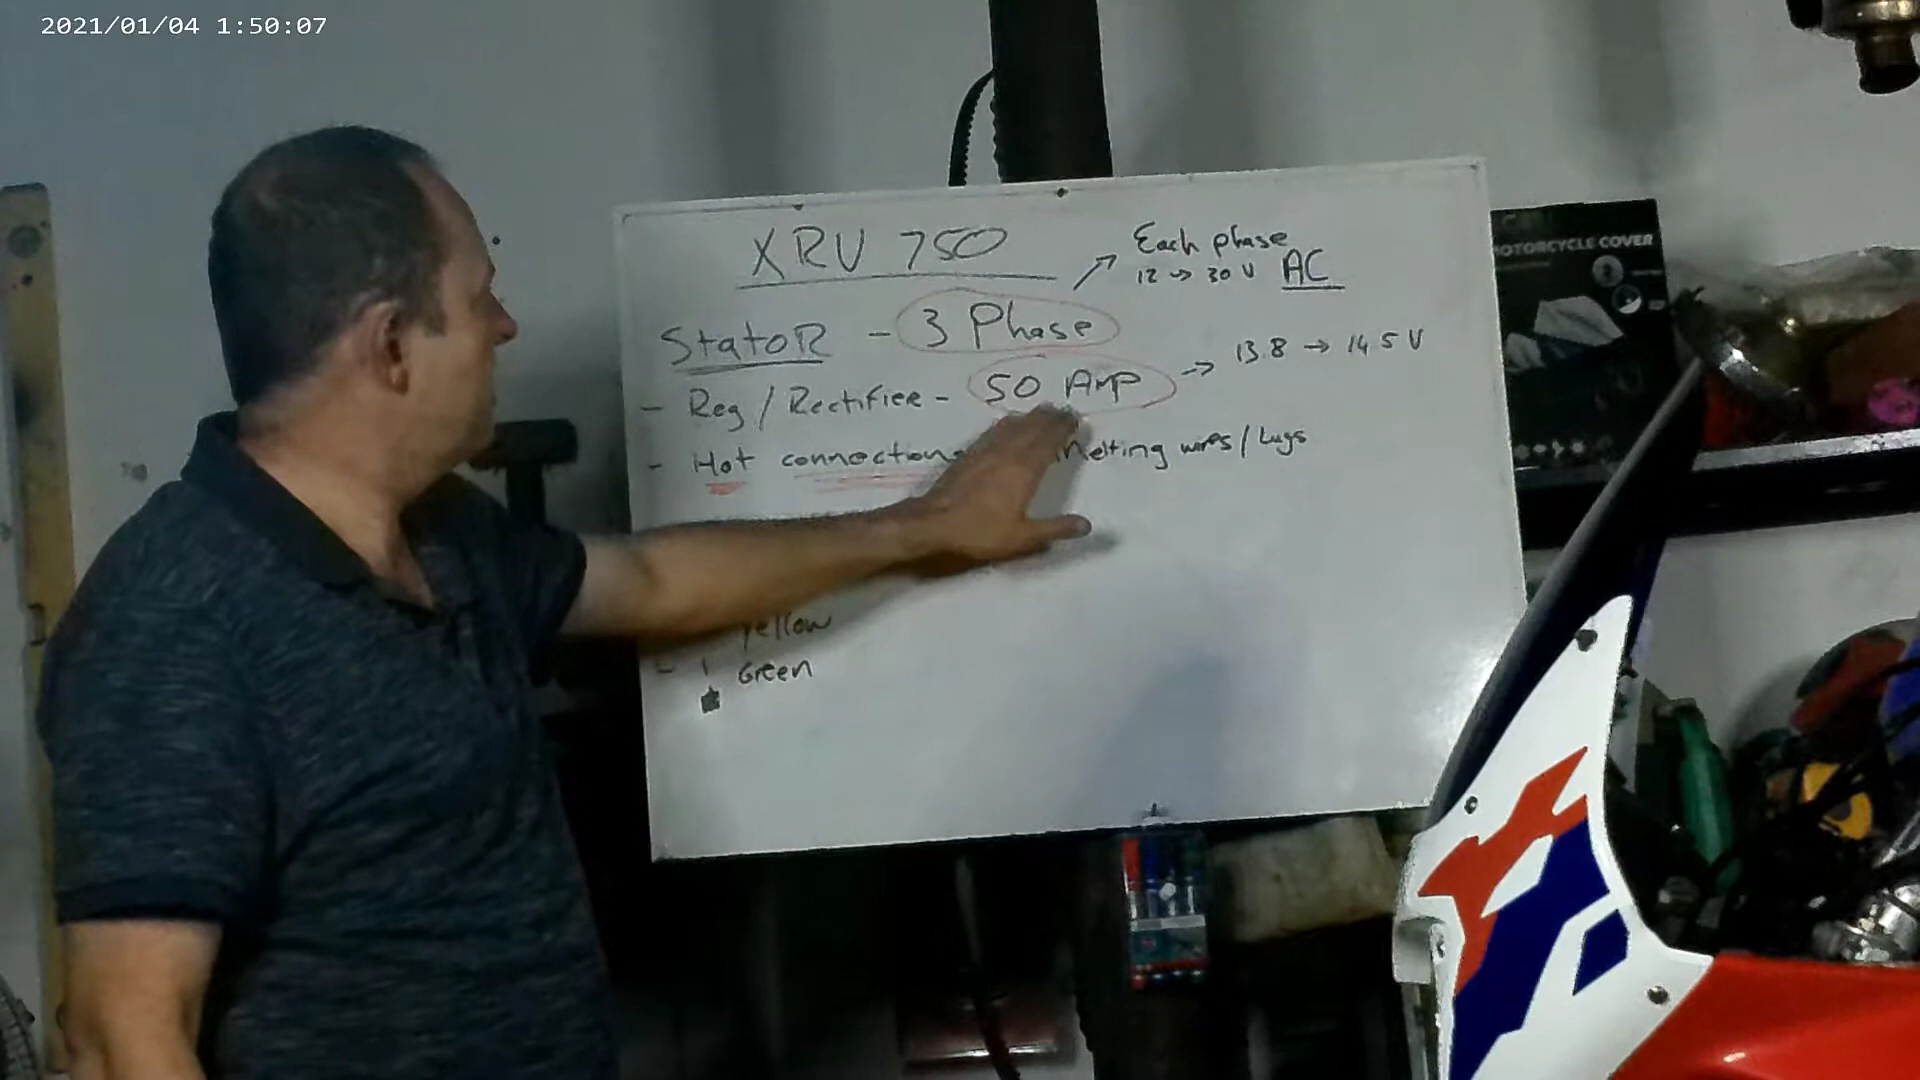 2021/01/04 1:50:07
XRV 750
Each phase
12 → 30 V AC
StatoR - 3 Phase
- Reg / Rectifier - 50 Amp → 13.8 → 14.5 V
- Hot connections melting wires / Lugs
yellow
- Green
MOTORCYCLE COVER